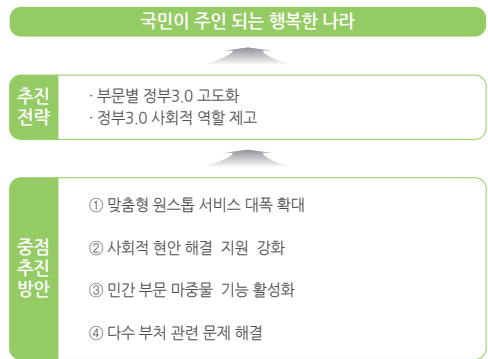 국민이 주인 되는 행복한 나라
추진
전략
· 부문별 정부3.0 고도화
· 정부3.0 사회적 역할 제고
중점
추진
방안
① 맞춤형 원스톱 서비스 대폭 확대
② 사회적 현안 해결 지원 강화
③ 민간 부문 마중물 기능 활성화
④ 다수 부처 관련 문제 해결